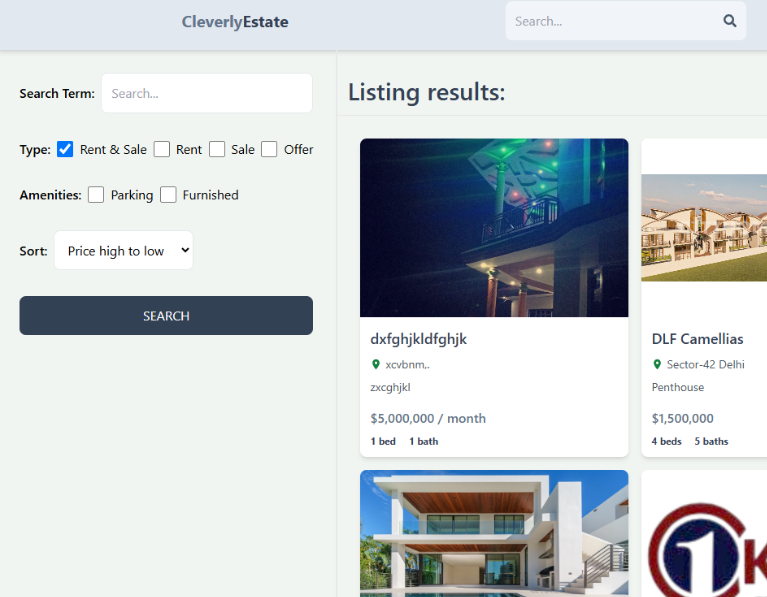 CleverlyEstate
Search...
Search Term:
Search...
Type: Rent & Sale Rent Sale Offer
Amenities: Parking Furnished
Sort: Price high to low
SEARCH
Listing results:
dxfghjkldfghjk
xcvbnm,.
zxcghjkl
$5,000,000 / month
1 bed 1 bath
DLF Camellias
Sector-42 Delhi
Penthouse
$1,500,000
4 beds 5 baths
1K